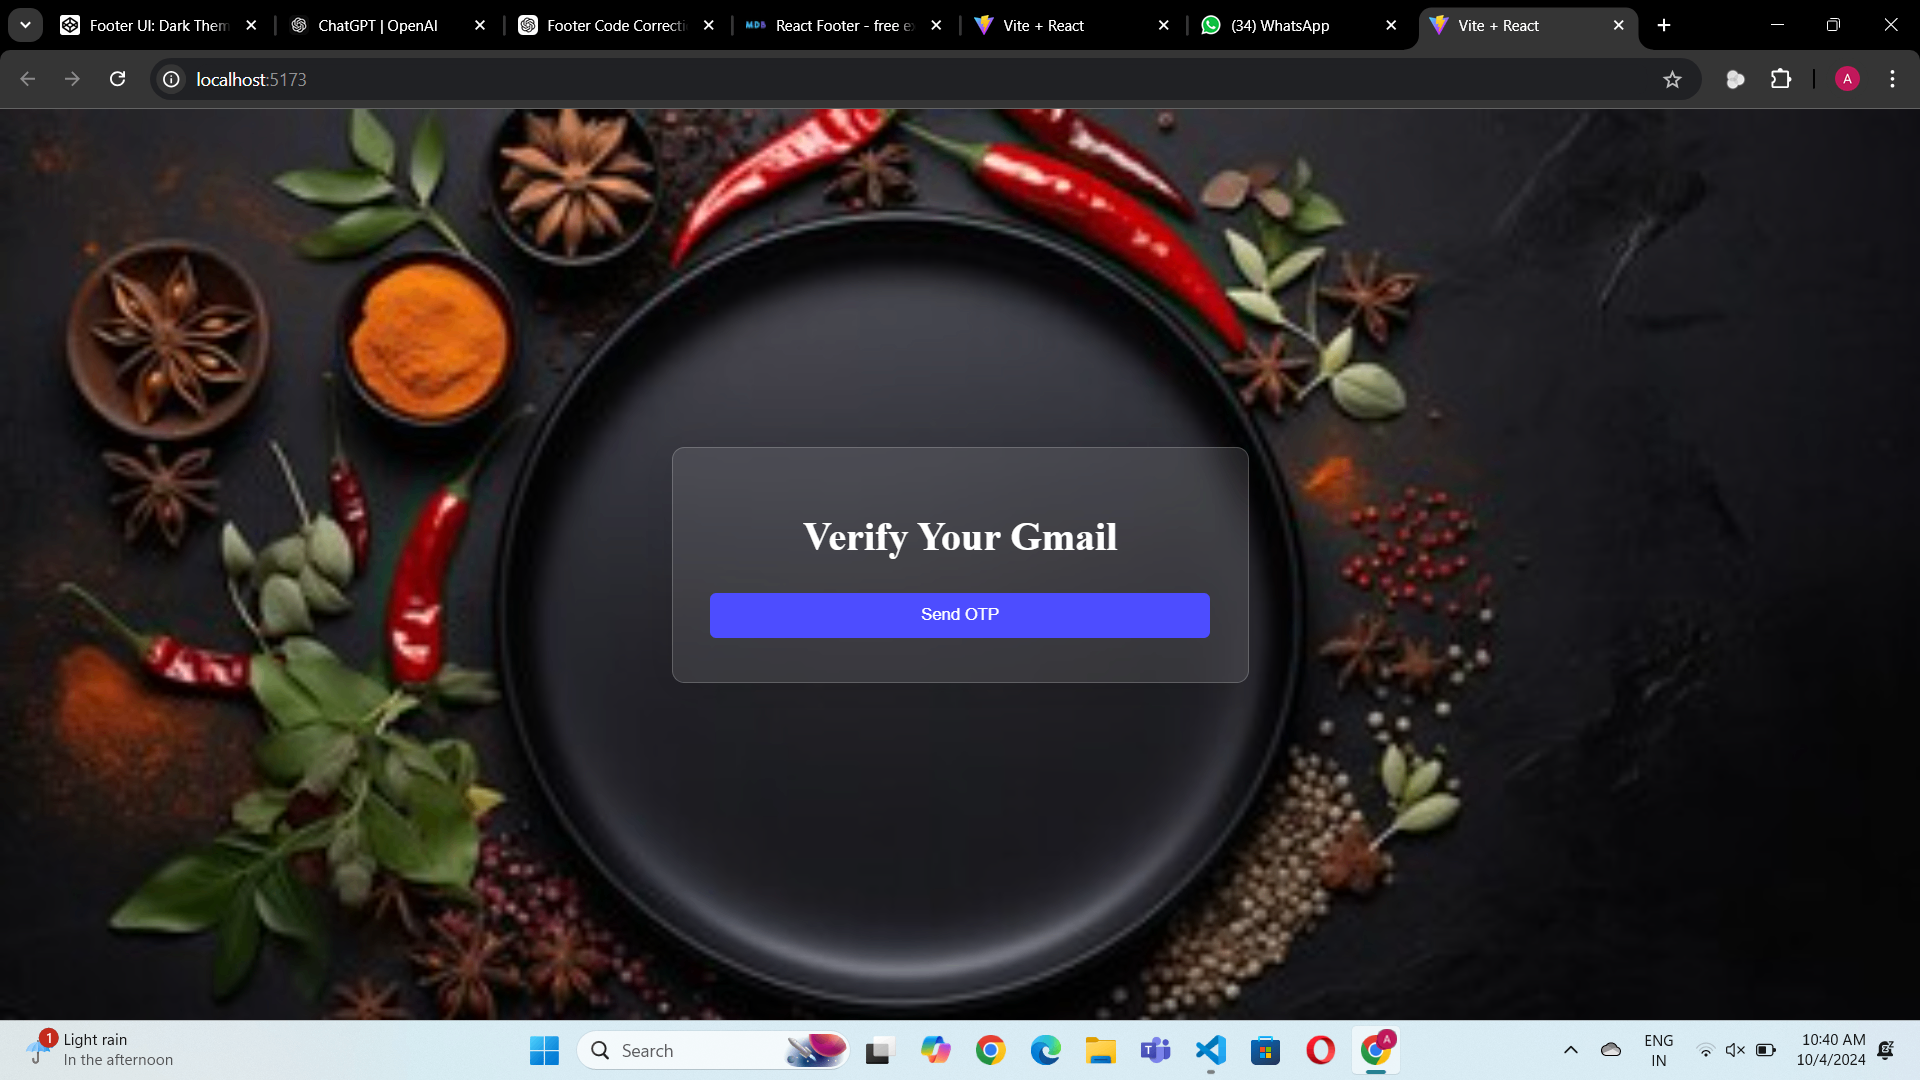 Footer UI: Dark Them
ChatGPT | OpenAI
Footer Code Correcti
MDB
React Footer - free e
Vite + React
(34) WhatsApp
Vite + React
localhost:5173
A
Verify Your Gmail
Send OTP
1
Light rain
In the afternoon
Search
A
ENG
IN
10:40 AM
10/4/2024